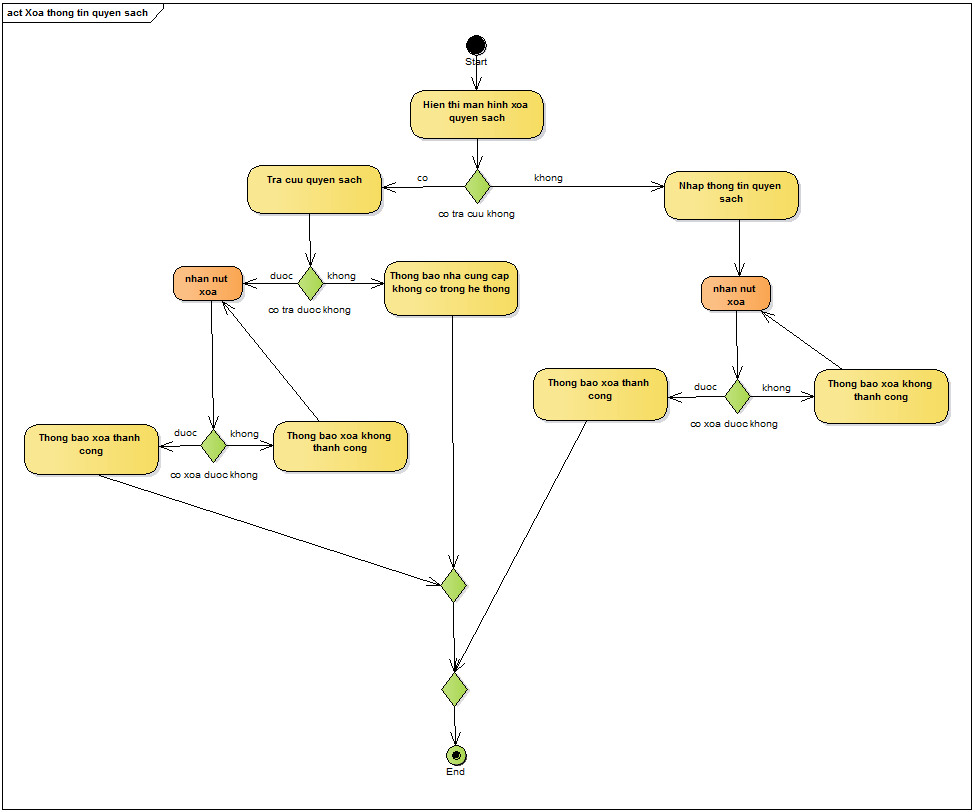 act Xoa thong tin quyen sach
Start
Hien thi man hinh xoa
quyen sach
Tra cuu quyen sach
co
khong
Nhap thong tin quyen
sach
co tra cuu khong
nhan nut
xoa
duoc
khong
Thong bao nha cung cap
khong co trong he thong
nhan nut
xoa
co tra duoc khong
Thong bao xoa thanh
cong
duoc
khong
Thong bao xoa khong
thanh cong
co xoa duoc khong
Thong bao xoa thanh
cong
duoc
khong
Thong bao xoa khong
thanh cong
co xoa duoc khong
End